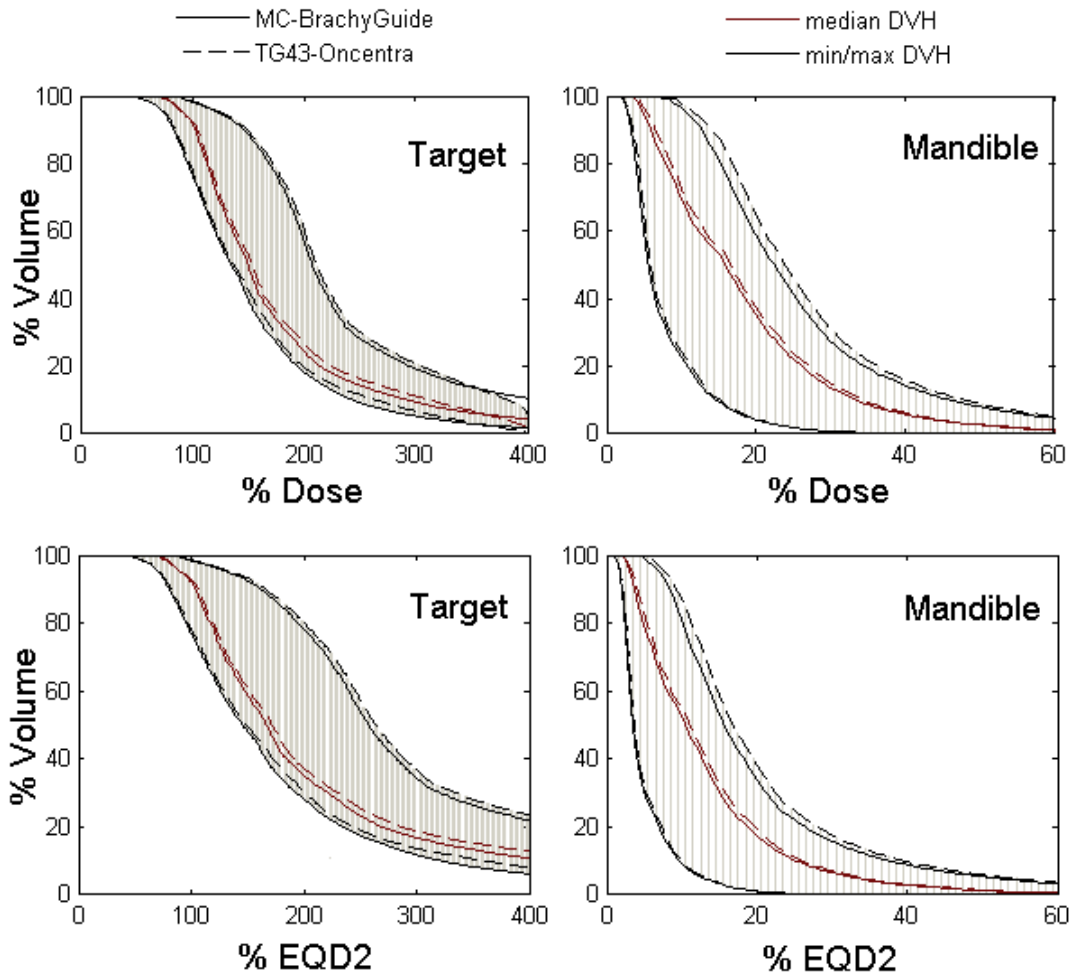 MC-BrachyGuide
TG43-Oncentra
median DVH
min/max DVH
% Volume
100
80
60
40
20
0
Target
0 100 200 300 400
% Dose
100
80
60
40
20
0
Mandible
0 20 40 60
% Dose
% Volume
100
80
60
40
20
0
Target
0 100 200 300 400
% EQD2
100
80
60
40
20
0
Mandible
0 20 40 60
% EQD2